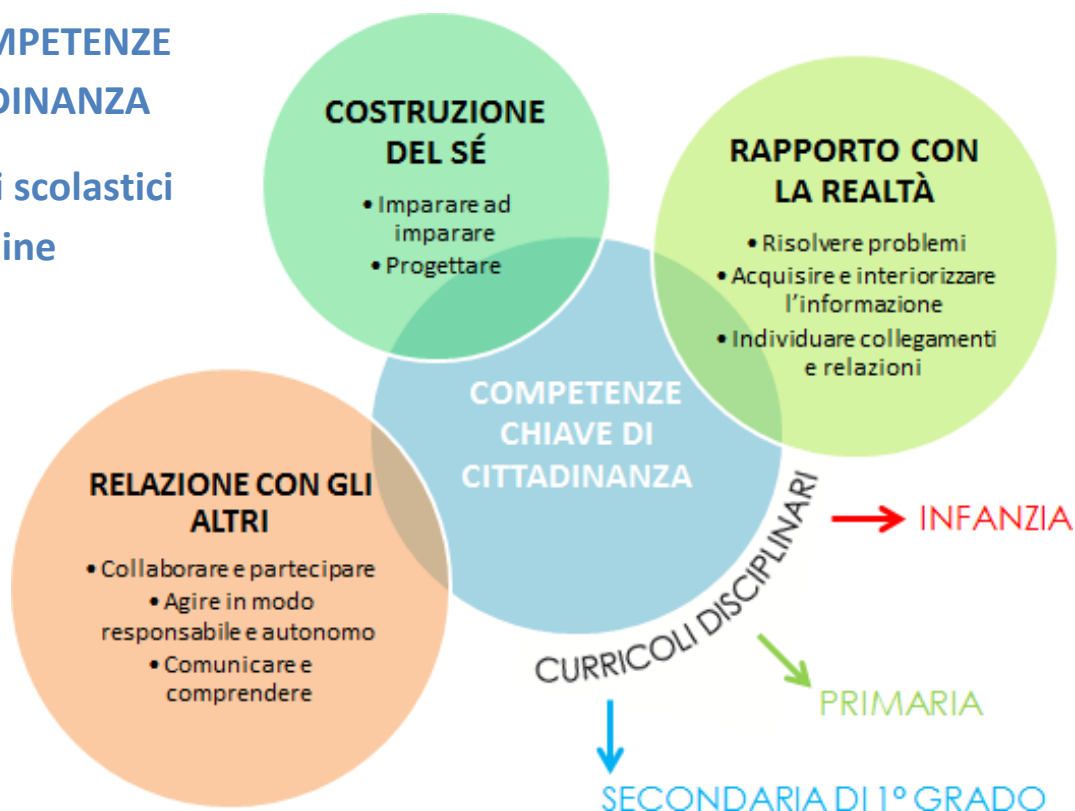 MPETENZE
DINANZA
i scolastici
ine
COSTRUZIONE
DEL SÉ
• Imparare ad
imparare
• Progettare
RAPPORTO CON
LA REALTÀ
• Risolvere problemi
• Acquisire e interiorizzare
l'informazione
• Individuare collegamenti
e relazioni
COMPETENZE
CHIAVE DI
CITTADINANZA
RELAZIONE CON GLI
ALTRI
• Collaborare e partecipare
• Agire in modo
responsabile e autonomo
• Comunicare e
comprendere
CURRICOLI DISCIPLINARI
INFANZIA
PRIMARIA
SECONDARIA DI 1° GRADO